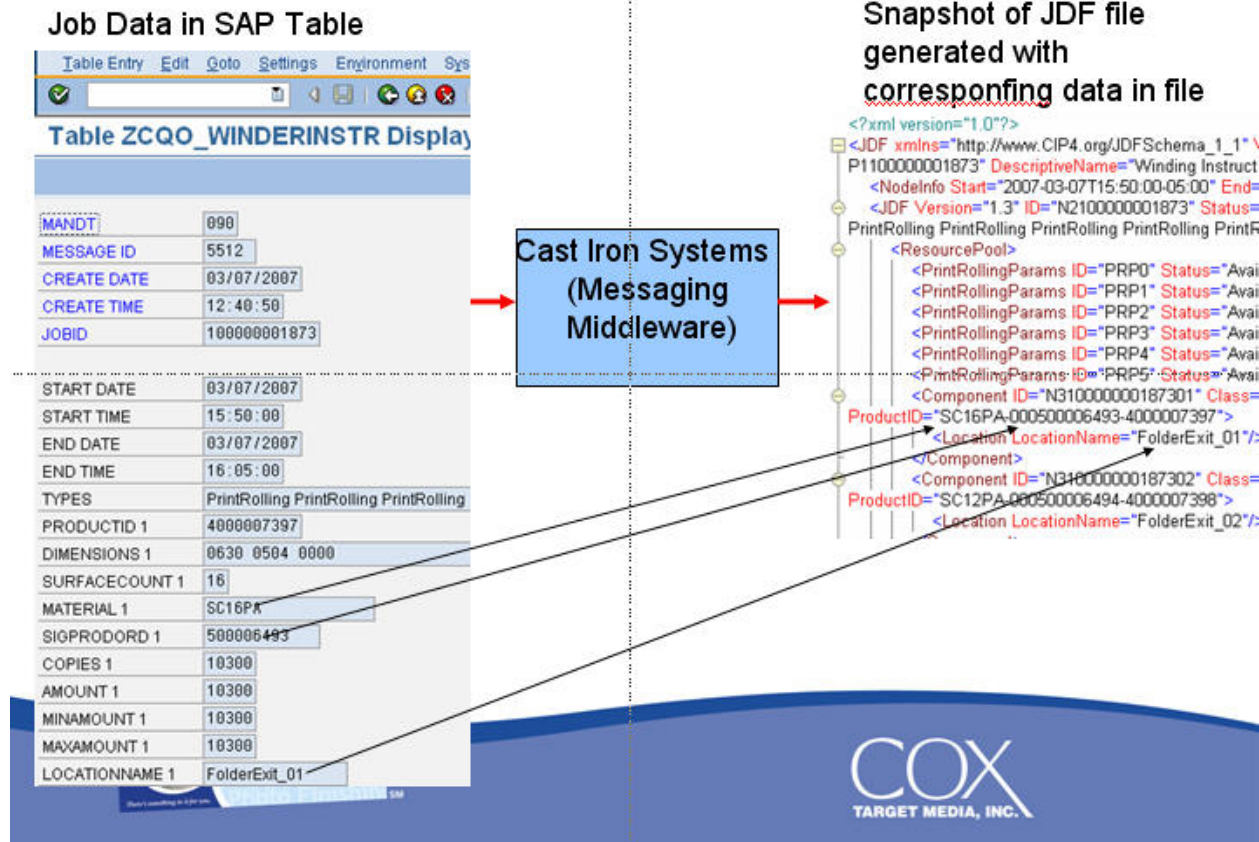 Job Data in SAP Table
Table Entry Edit Goto Settings Environment Sys
Table ZCQO_WINDERINSTR Display
MANDT 090
MESSAGE ID 5512
CREATE DATE 03/07/2007
CREATE TIME 12:40:50
JOBID 100000001873
START DATE 03/07/2007
START TIME 15:50:00
END DATE 03/07/2007
END TIME 16:05:00
TYPES PrintRolling PrintRolling PrintRolling
PRODUCTID 1 4000007397
DIMENSIONS 1 0630 0504 0000
SURFACECOUNT 1 16
MATERIAL 1 SC16PA
SIGPRODORD 1 500006493
COPIES 1 10300
AMOUNT 1 10300
MINAMOUNT 1 10300
MAXAMOUNT 1 10300
LOCATIONNAME 1 FolderExit_01
Cast Iron Systems
(Messaging
Middleware)
Snapshot of JDF file
generated with
corresponfing data in file
<?xml version="1.0"?>
<JDF xmlns="http://www.CIP4.org/JDFSchema_1_1" V
P1100000001873" DescriptiveName="Winding Instruct
<NodeInfo Start="2007-03-07T15:50:00-05:00" End=
<JDF Version="1.3" ID="N2100000001873" Status=
PrintRolling PrintRolling PrintRolling PrintRolling PrintR
<ResourcePool>
<PrintRollingParams ID="PRP0" Status="Avai
<PrintRollingParams ID="PRP1" Status="Avai
<PrintRollingParams ID="PRP2" Status="Avai
<PrintRollingParams ID="PRP3" Status="Avai
<PrintRollingParams ID="PRP4" Status="Avai
<PrintRollingParams ID="PRP5" Status="Avai
<Component ID="N310000000187301" Class=
ProductID="SC16PA-000500006493-4000007397">
<Location LocationName="FolderExit_01"/>
</Component>
<Component ID="N310000000187302" Class=
ProductID="SC12PA-000500006494-4000007398">
<Location LocationName="FolderExit_02"/>
There's something in it for you.
SM
COX
TARGET MEDIA, INC.